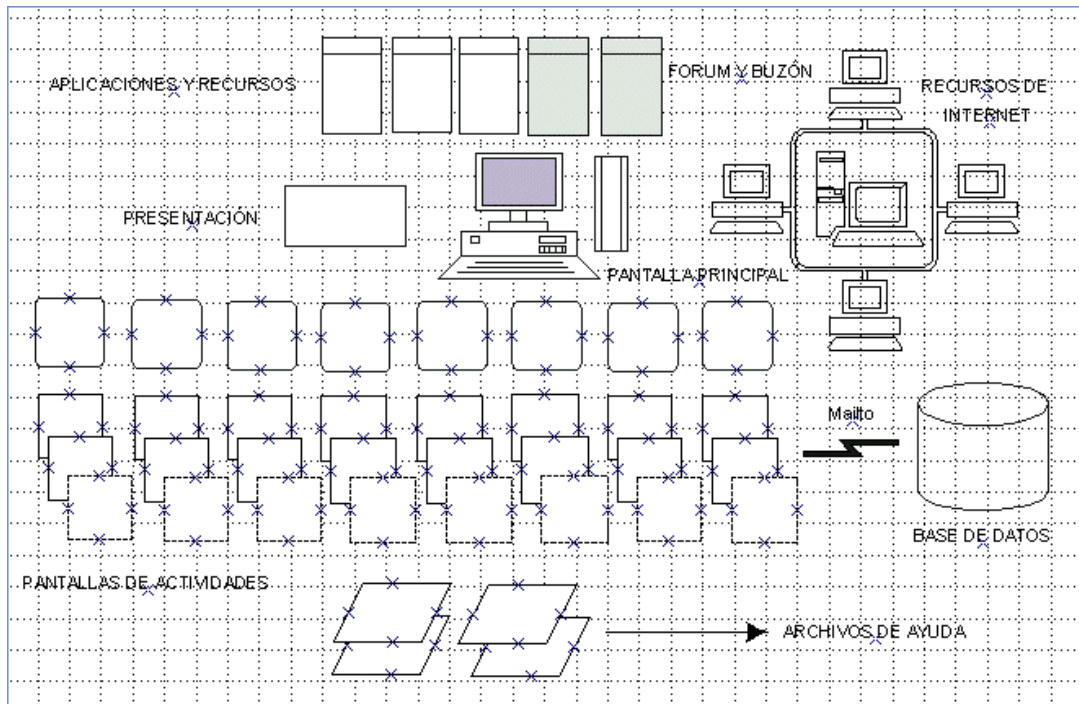 APLICACIONES Y RECURSOS
FORUM Y BUZÓN
RECURSOS DE
INTERNET
PRESENTACIÓN
PANTALLA PRINCIPAL
Mailto
BASE DE DATOS
PANTALLAS DE ACTIVIDADES
ARCHIVOS DE AYUDA